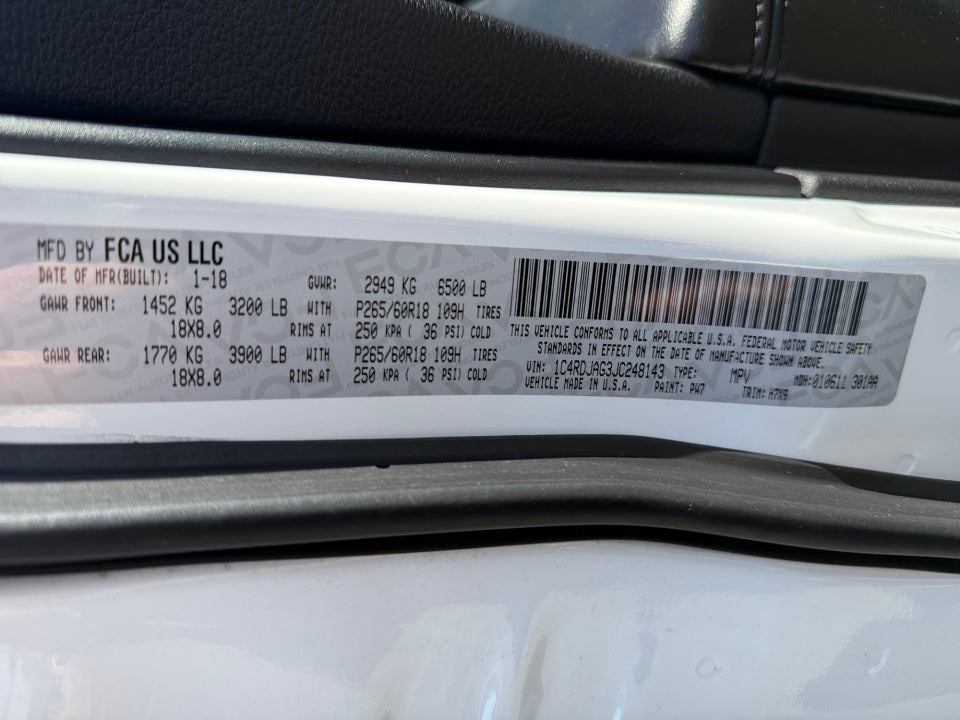 MFD BY FCA US LLC
DATE OF MFR(BUILT): 1-18 GVWR: 2949 KG 6500 LB
GAWR FRONT: 1452 KG 3200 LB WITH P265/60R18 109H TIRES
18X8.0 RIMS AT 250 KPA ( 36 PSI) COLD
GAWR REAR: 1770 KG 3900 LB WITH P265/60R18 109H TIRES
18X8.0 RIMS AT 250 KPA ( 36 PSI) COLD
THIS VEHICLE CONFORMS TO ALL APPLICABLE U.S.A. FEDERAL MOTOR VEHICLE SAFETY
STANDARDS IN EFFECT ON THE DATE OF MANUFACTURE SHOWN ABOVE.
VIN: 1C4RDJAG3JC248143 TYPE: MPV MDH:010611 301AA
VEHICLE MADE IN U.S.A. PAINT: PW7 TRIM: H7X9